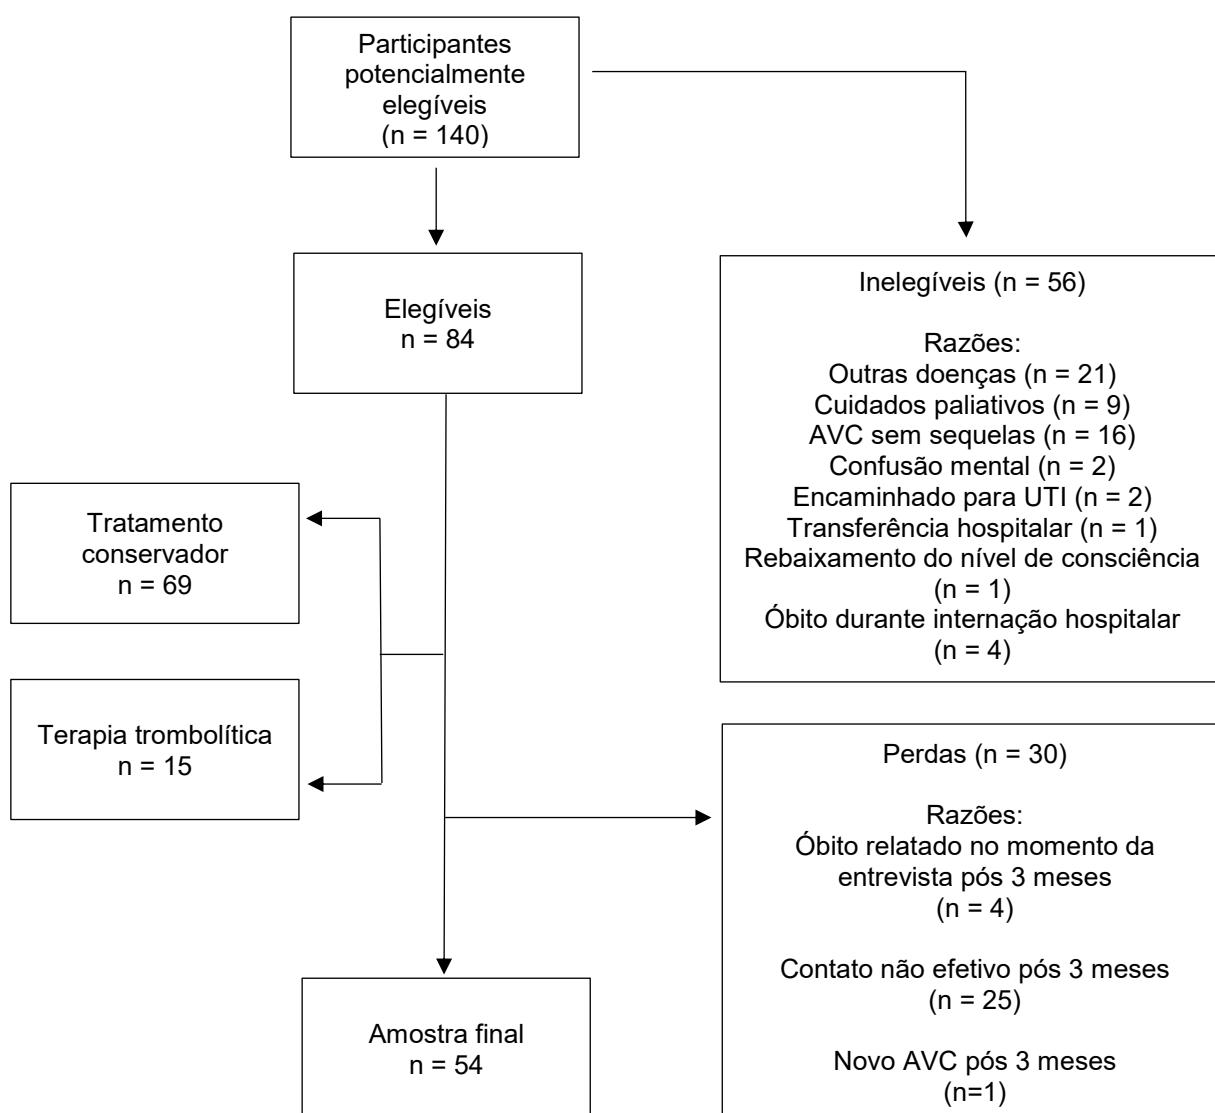 Participantes
potencialmente
elegíveis
(n = 140)
Elegíveis
n = 84
Inelegíveis (n = 56)
Razões:
Outras doenças (n = 21)
Cuidados paliativos (n = 9)
AVC sem sequelas (n = 16)
Confusão mental (n = 2)
Encaminhado para UTI (n = 2)
Transferência hospitalar (n = 1)
Rebaixamento do nível de consciência
(n = 1)
Óbito durante internação hospitalar
(n = 4)
Tratamento
conservador
n = 69
Terapia trombolítica
n = 15
Perdas (n = 30)
Razões:
Óbito relatado no momento da
entrevista pós 3 meses
(n = 4)
Contato não efetivo pós 3 meses
(n = 25)
Novo AVC pós 3 meses
(n=1)
Amostra final
n = 54